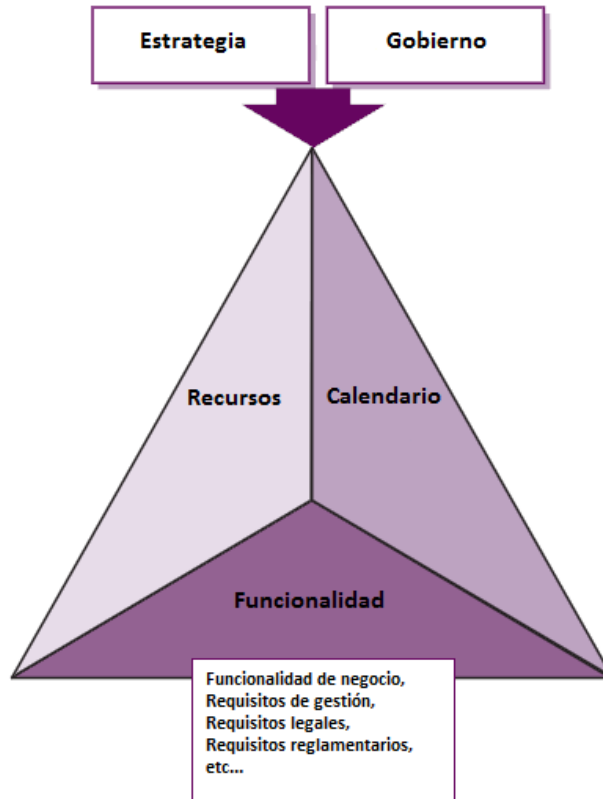 Estrategia
Gobierno
Recursos
Calendario
Funcionalidad
Funcionalidad de negocio,
Requisitos de gestión,
Requisitos legales,
Requisitos reglamentarios,
etc...